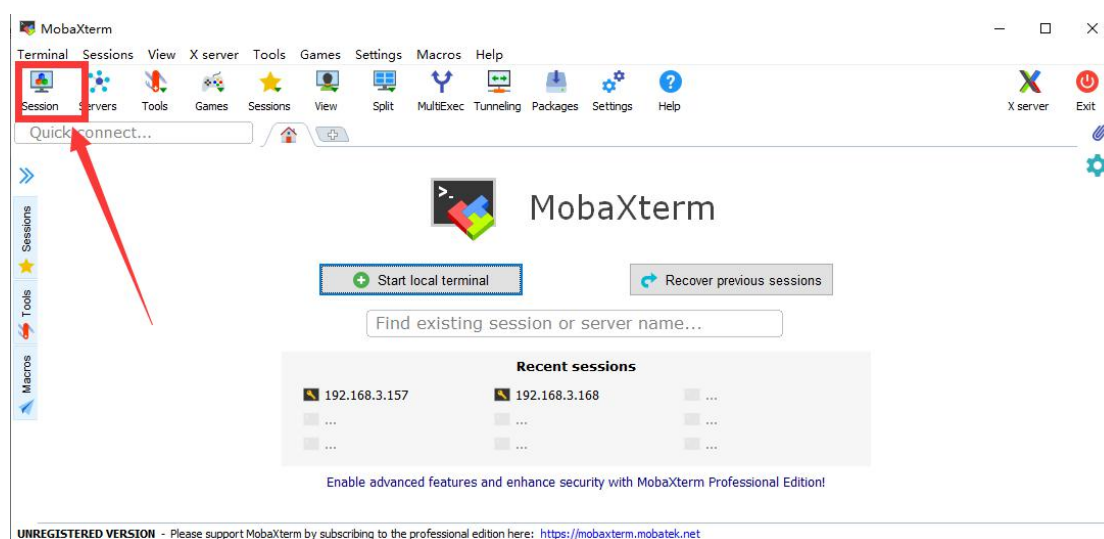 MobaXterm
Terminal Sessions View X server Tools Games Settings Macros Help
Session Servers Tools Games Sessions View Split MultiExec Tunneling Packages Settings Help X server Exit
Quick connect...
Sessions
Tools
Macros
>_ MobaXterm
Start local terminal Recover previous sessions
Find existing session or server name...
Recent sessions
192.168.3.157 192.168.3.168 ...
... ... ...
... ... ...
Enable advanced features and enhance security with MobaXterm Professional Edition!
UNREGISTERED VERSION - Please support MobaXterm by subscribing to the professional edition here: https://mobaxterm.mobatek.net